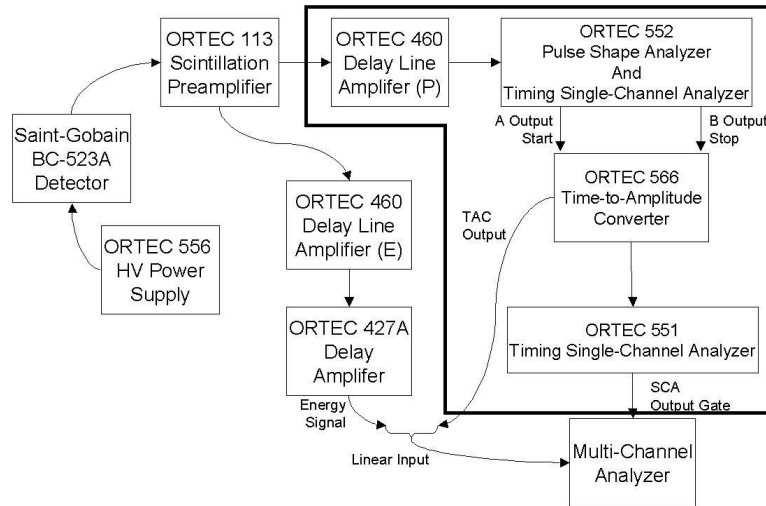 ORTEC 113
Scintillation
Preamplifier
ORTEC 460
Delay Line
Amplifer (P)
ORTEC 552
Pulse Shape Analyzer
And
Timing Single-Channel Analyzer
A Output
Start
B Output
Stop
Saint-Gobain
BC-523A
Detector
ORTEC 566
Time-to-Amplitude
Converter
ORTEC 460
Delay Line
Amplifier (E)
TAC
Output
ORTEC 556
HV Power
Supply
ORTEC 427A
Delay
Amplifer
ORTEC 551
Timing Single-Channel Analyzer
Energy
Signal
SCA
Output Gate
Linear Input
Multi-Channel
Analyzer